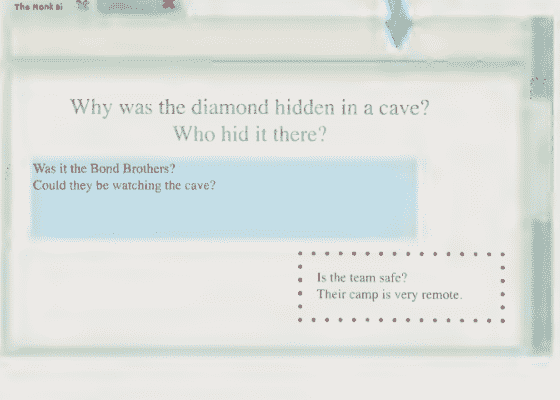 The Monk
Why was the diamond hidden in a cave?
Who hid it there?
Was it the Bond Brothers?
Could they be watching the cave?
Is the team safe?
Their camp is very remote.